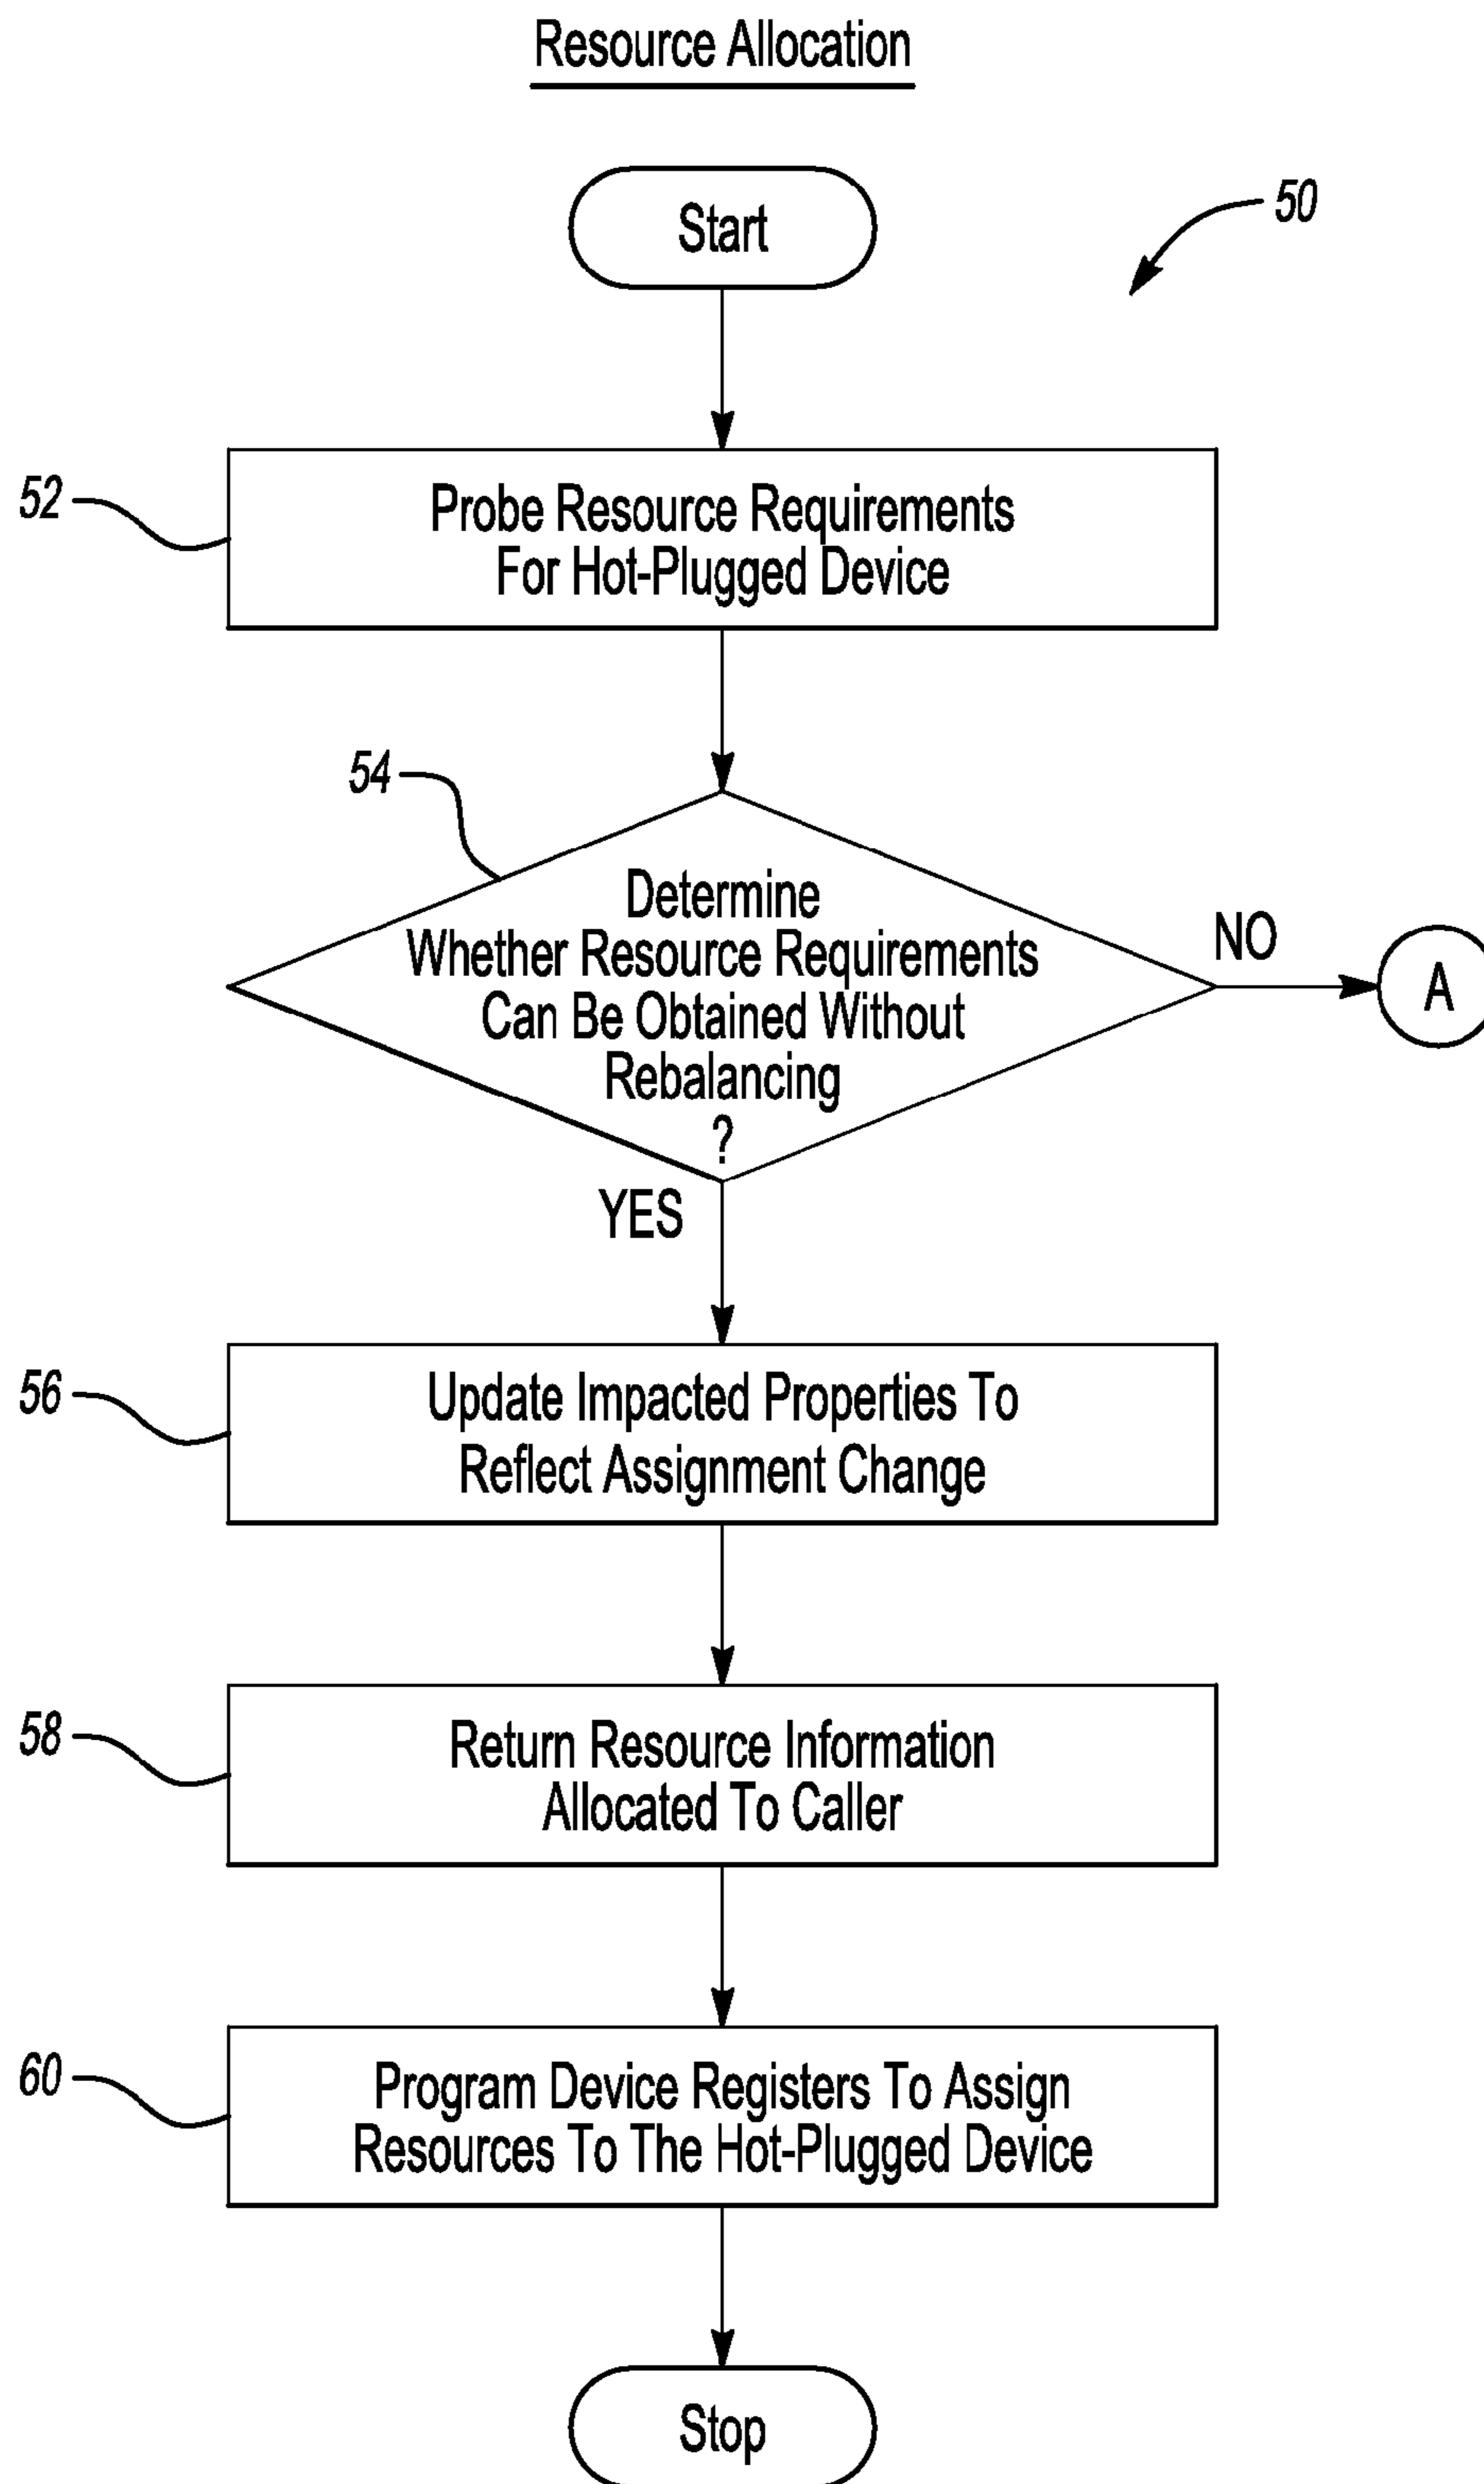 Resource Allocation
Start
50
52
Probe Resource Requirements
For Hot-Plugged Device
54
Determine
Whether Resource Requirements
Can Be Obtained Without
Rebalancing
?
NO
A
YES
56
Update Impacted Properties To
Reflect Assignment Change
58
Return Resource Information
Allocated To Caller
60
Program Device Registers To Assign
Resources To The Hot-Plugged Device
Stop